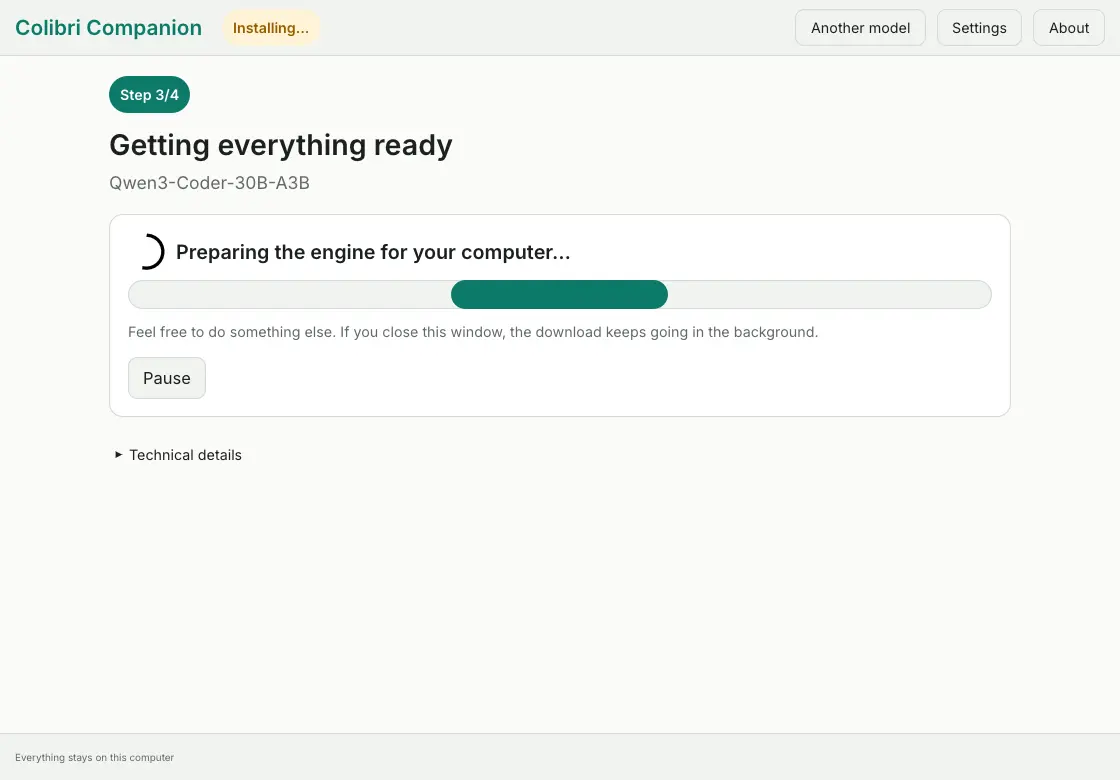 Colibri Companion
Installing...
Another model
Settings
About
Step 3/4
Getting everything ready
Qwen3-Coder-30B-A3B
Preparing the engine for your computer...
Feel free to do something else. If you close this window, the download keeps going in the background.
Pause
Technical details
Everything stays on this computer